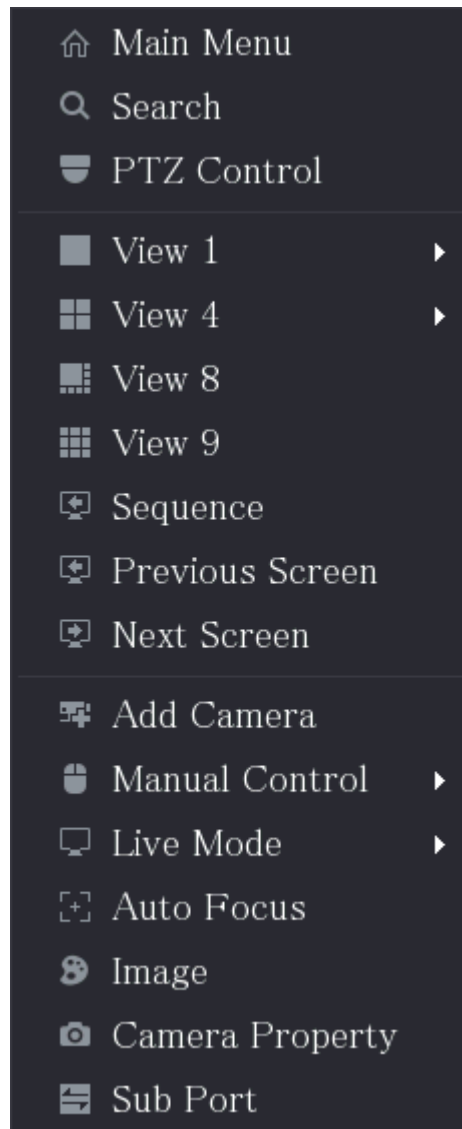 Main Menu
Search
PTZ Control
View 1
View 4
View 8
View 9
Sequence
Previous Screen
Next Screen
Add Camera
Manual Control
Live Mode
Auto Focus
Image
Camera Property
Sub Port